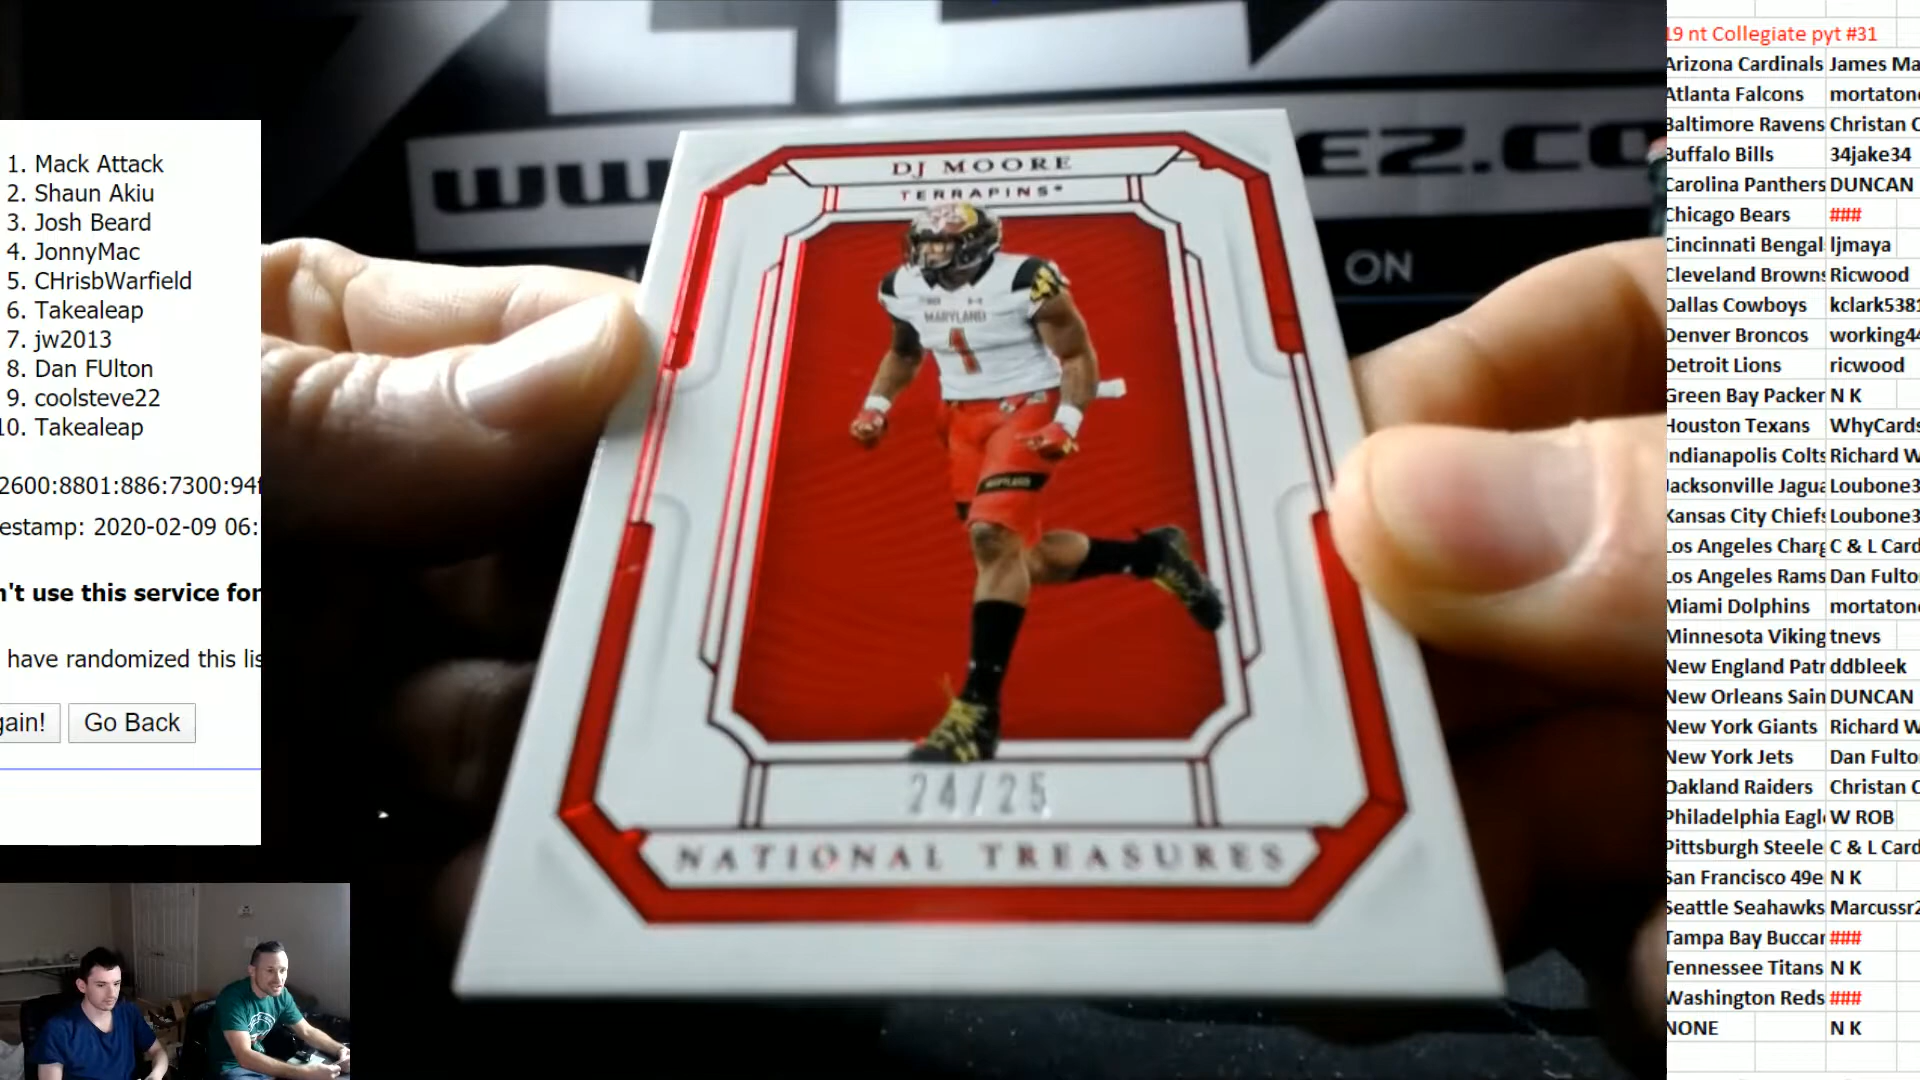 1. Mack Attack
2. Shaun Akiu
3. Josh Beard
4. JonnyMac
5. CHrisbWarfield
6. Takealeap
7. jw2013
8. Dan FUlton
9. coolsteve22
10. Takealeap
2600:8801:886:7300:94f
estamp: 2020-02-09 06:
n't use this service for
have randomized this lis
gain! Go Back
www.
EZ.CO
ON
DJ MOORE
TERRAPINS
MARYLAND
1
24/25
NATIONAL TREASURES
19 nt Collegiate pyt #31
Arizona Cardinals James Ma
Atlanta Falcons mortatone
Baltimore Ravens Christan C
Buffalo Bills 34jake34
Carolina Panthers DUNCAN
Chicago Bears ###
Cincinnati Bengal ljmaya
Cleveland Browns Ricwood
Dallas Cowboys kclark5381
Denver Broncos working44
Detroit Lions ricwood
Green Bay Packer N K
Houston Texans WhyCards
Indianapolis Colts Richard W
Jacksonville Jagua Loubone3
Kansas City Chiefs Loubone3
Los Angeles Charg C & L Card
Los Angeles Rams Dan Fulto
Miami Dolphins mortatone
Minnesota Viking tnevs
New England Patr ddbleek
New Orleans Sain DUNCAN
New York Giants Richard W
New York Jets Dan Fulto
Oakland Raiders Christan C
Philadelphia Eagl W ROB
Pittsburgh Steele C & L Card
San Francisco 49e N K
Seattle Seahawks Marcussr2
Tampa Bay Buccar ###
Tennessee Titans N K
Washington Reds ###
NONE N K